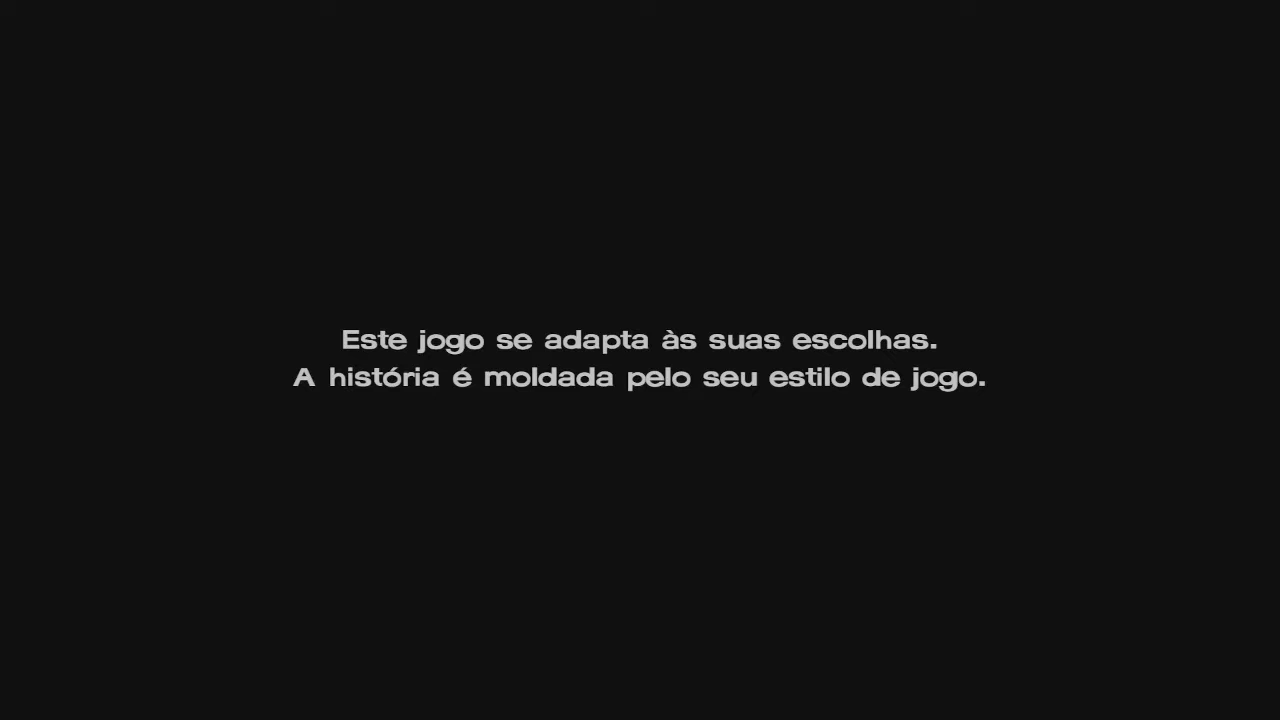 Este jogo se adapta às suas escolhas.
A história é moldada pelo seu estilo de jogo.